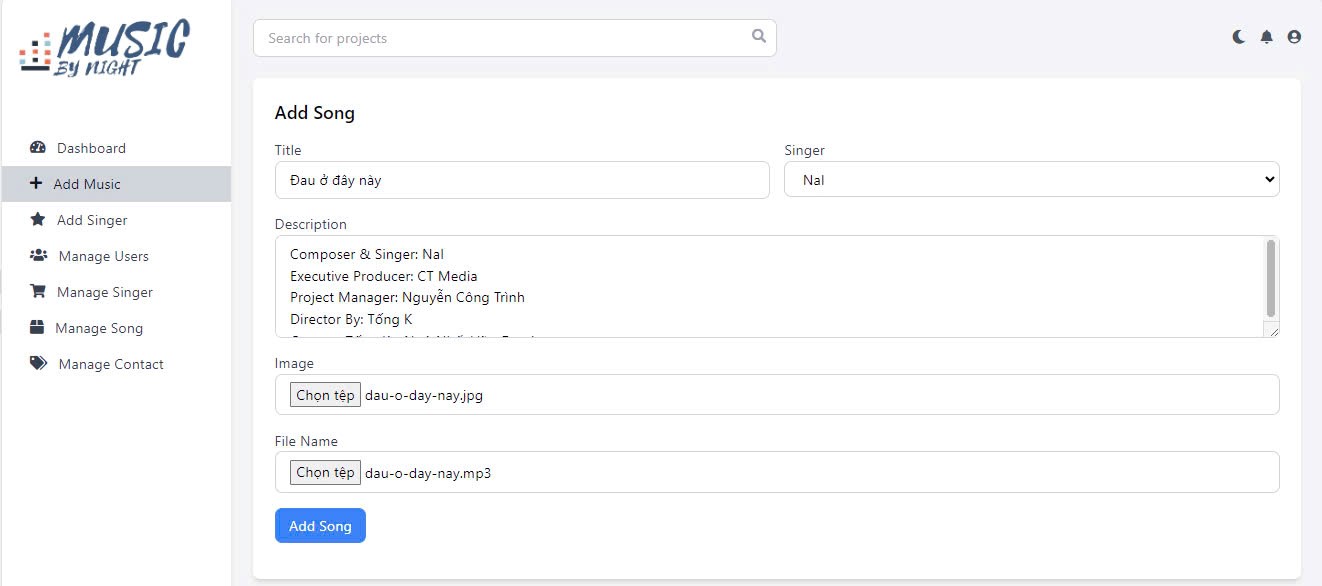 MUSIC
BY NIGHT
Search for projects
Dashboard
Add Music
Add Singer
Manage Users
Manage Singer
Manage Song
Manage Contact
Add Song
Title
Singer
Đau ở đây này
Nal
Description
Composer & Singer: Nal
Executive Producer: CT Media
Project Manager: Nguyễn Công Trình
Director By: Tống K
Image
Chọn tệp dau-o-day-nay.jpg
File Name
Chọn tệp dau-o-day-nay.mp3
Add Song